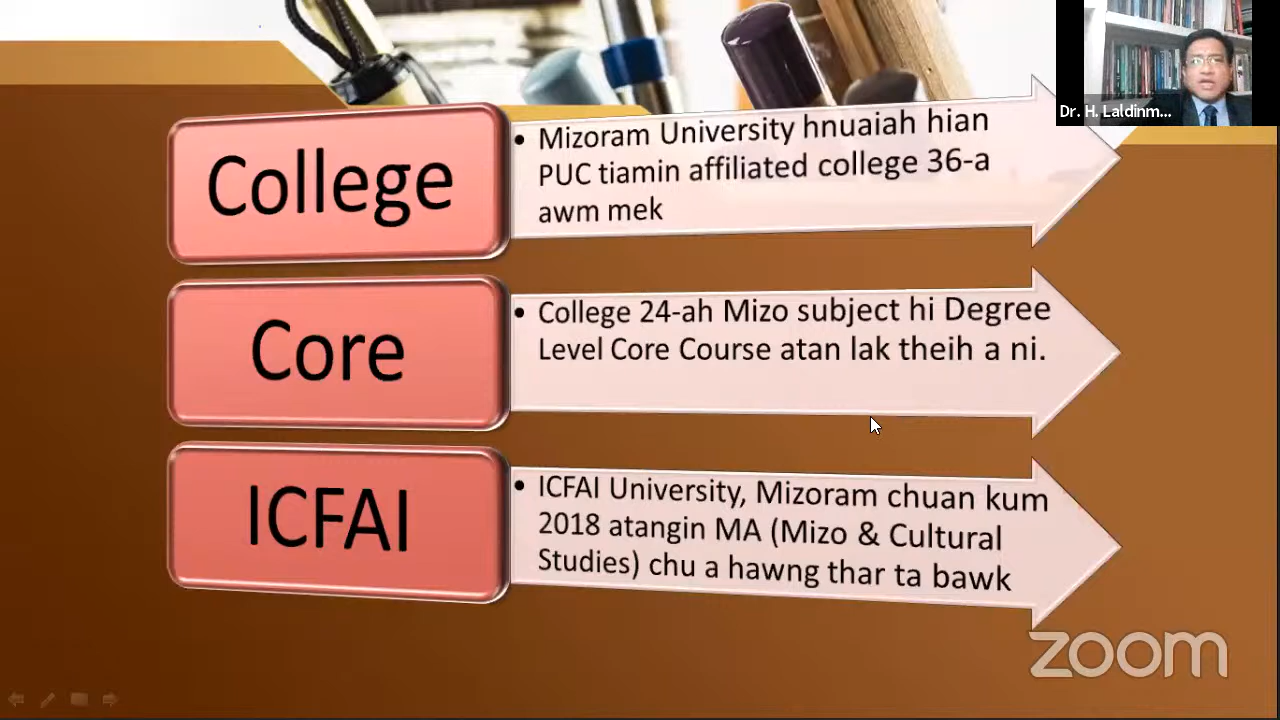 Dr. H. Laldinm...
College
• Mizoram University hnuaiah hian
PUC tiamin affiliated college 36-a
awm mek
Core
• College 24-ah Mizo subject hi Degree
Level Core Course atan lak theih a ni.
ICFAI
• ICFAI University, Mizoram chuan kum
2018 atangin MA (Mizo & Cultural
Studies) chu a hawng thar ta bawk
zoom